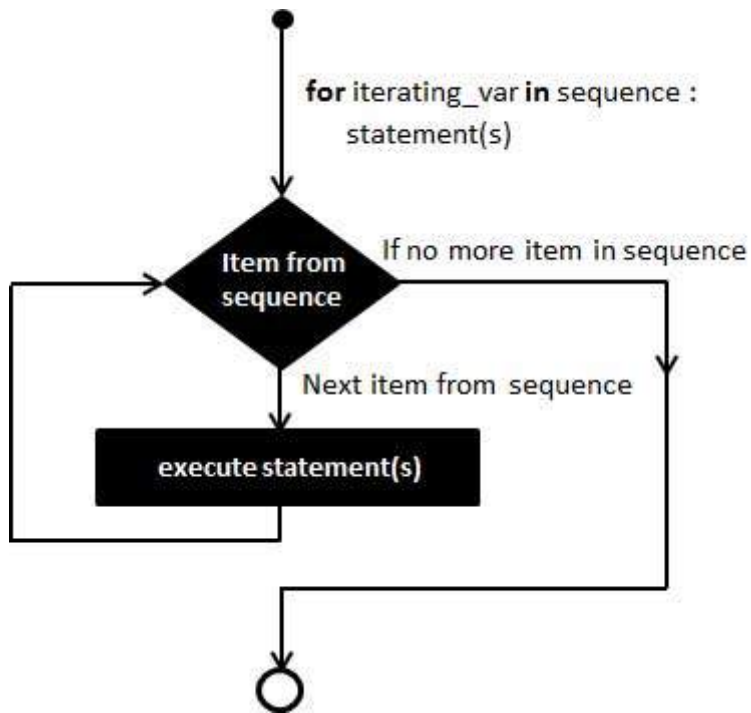 for iterating_var in sequence :
statement(s)
If no more item in sequence
Item from
sequence
Next item from sequence
execute statement(s)